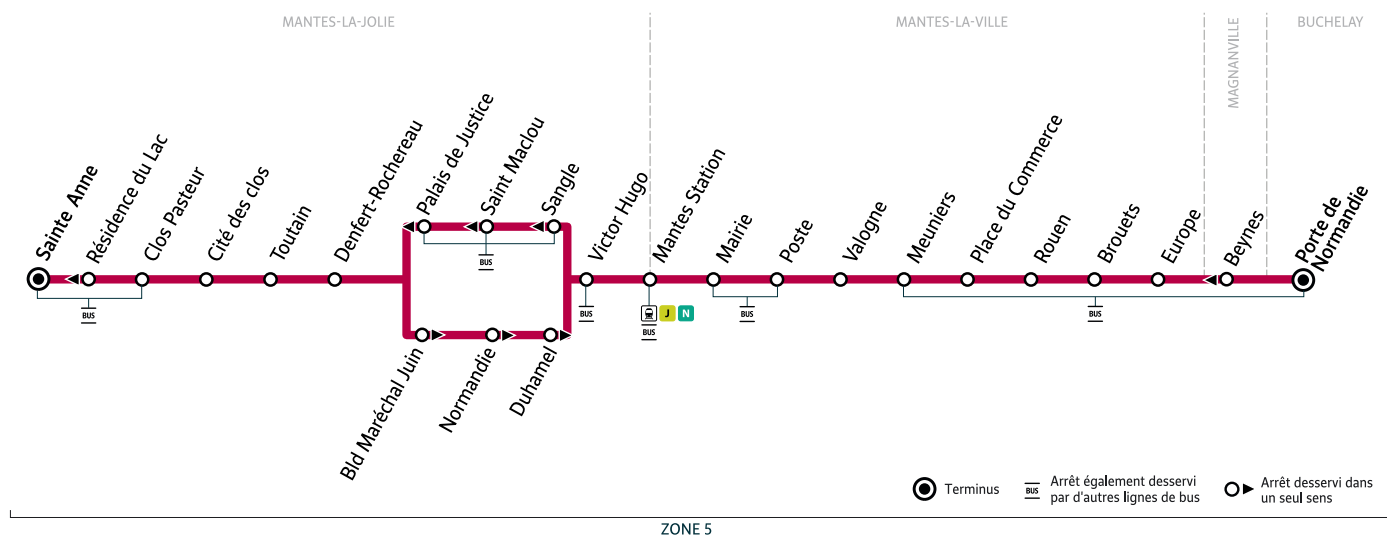 MANTES-LA-JOLIE
MANTES-LA-VILLE
MAGNANVILLE
BUCHELAY
Sainte Anne
Résidence du Lac
Clos Pasteur
Cité des clos
Toutain
Denfert-Rochereau
Palais de Justice
Saint Maclou
Sangle
Victor Hugo
Mantes Station
Mairie
Poste
Valogne
Meuniers
Place du Commerce
Rouen
Brouets
Europe
Beynes
Porte de
Normandie
BUS
BUS
BUS
J
N
BUS
BUS
BUS
Bld Maréchal Juin
Normandie
Duhamel
Terminus
BUS
Arrêt également desservi
par d'autres lignes de bus
Arrêt desservi dans
un seul sens
ZONE 5